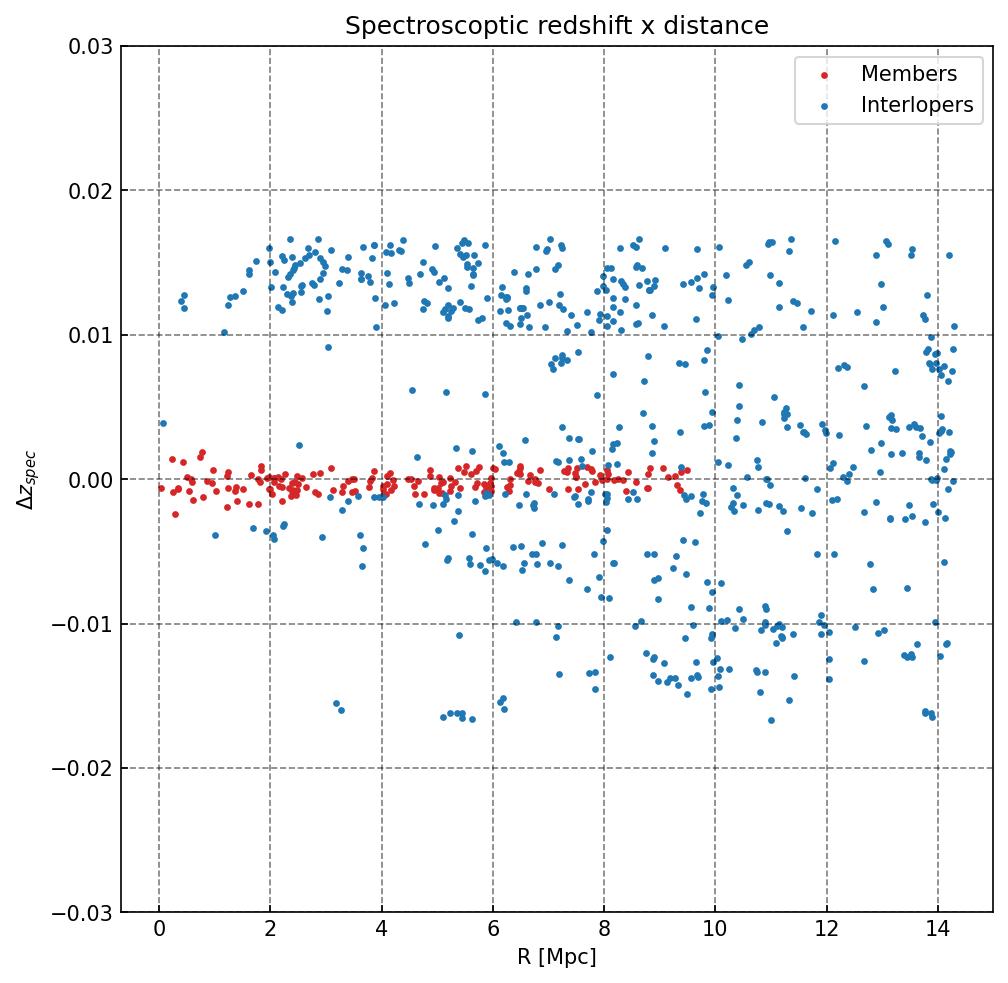 Spectroscoptic redshift x distance
Members
Interlopers
0.03
0.02
0.01
0.00
−0.01
−0.02
−0.03
Δz_spec
0 2 4 6 8 10 12 14
R [Mpc]